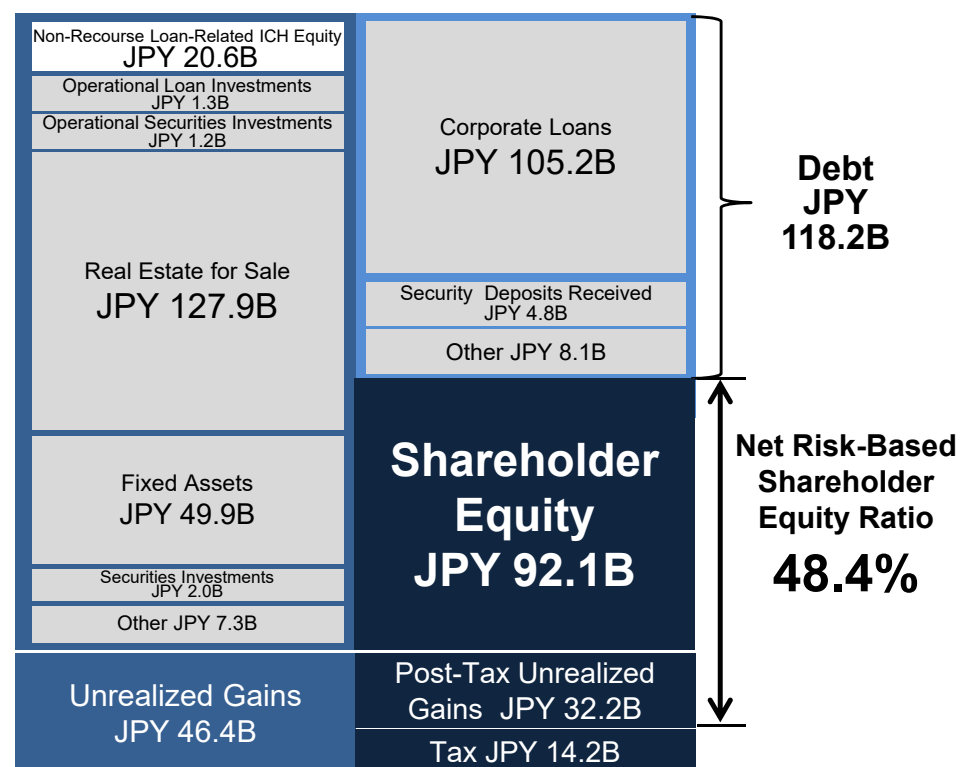 Non-Recourse Loan-Related ICH Equity
JPY 20.6B
Operational Loan Investments
JPY 1.3B
Operational Securities Investments
JPY 1.2B
Real Estate for Sale
JPY 127.9B
Fixed Assets
JPY 49.9B
Securities Investments
JPY 2.0B
Other JPY 7.3B
Unrealized Gains
JPY 46.4B
Corporate Loans
JPY 105.2B
Security Deposits Received
JPY 4.8B
Other JPY 8.1B
Shareholder
Equity
JPY 92.1B
Post-Tax Unrealized
Gains JPY 32.2B
Tax JPY 14.2B
Debt
JPY
118.2B
Net Risk-Based
Shareholder
Equity Ratio
48.4%